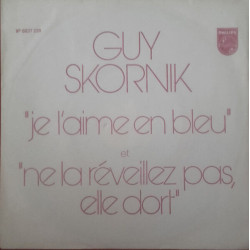 GUY
SKORNIK
"je l'aime en bleu"
et
"ne la réveillez pas,
elle dort"